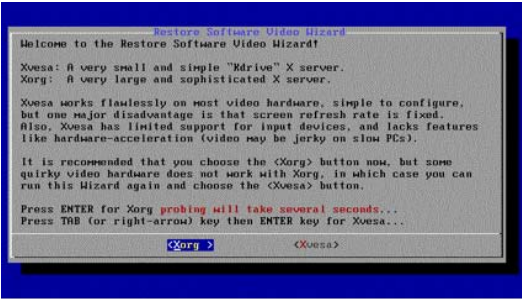 Restore Software Video Wizard
Welcome to the Restore Software Video Wizard!
Xvesa: A very small and simple "Kdrive" X server.
Xorg: A very large and sophisticated X server.
Xvesa works flawlessly on most video hardware, simple to configure,
but one major disadvantage is that screen refresh rate is fixed.
Also, Xvesa has limited support for input devices, and lacks features
like hardware-acceleration (video may be jerky on slow PCs).
It is recommended that you choose the <Xorg> button now, but some
quirky video hardware does not work with Xorg, in which case you can
run this Wizard again and choose the <Xvesa> button.
Press ENTER for Xorg probing will take several seconds...
Press TAB (or right-arrow) key then ENTER key for Xvesa...
<Xorg > <Xvesa>